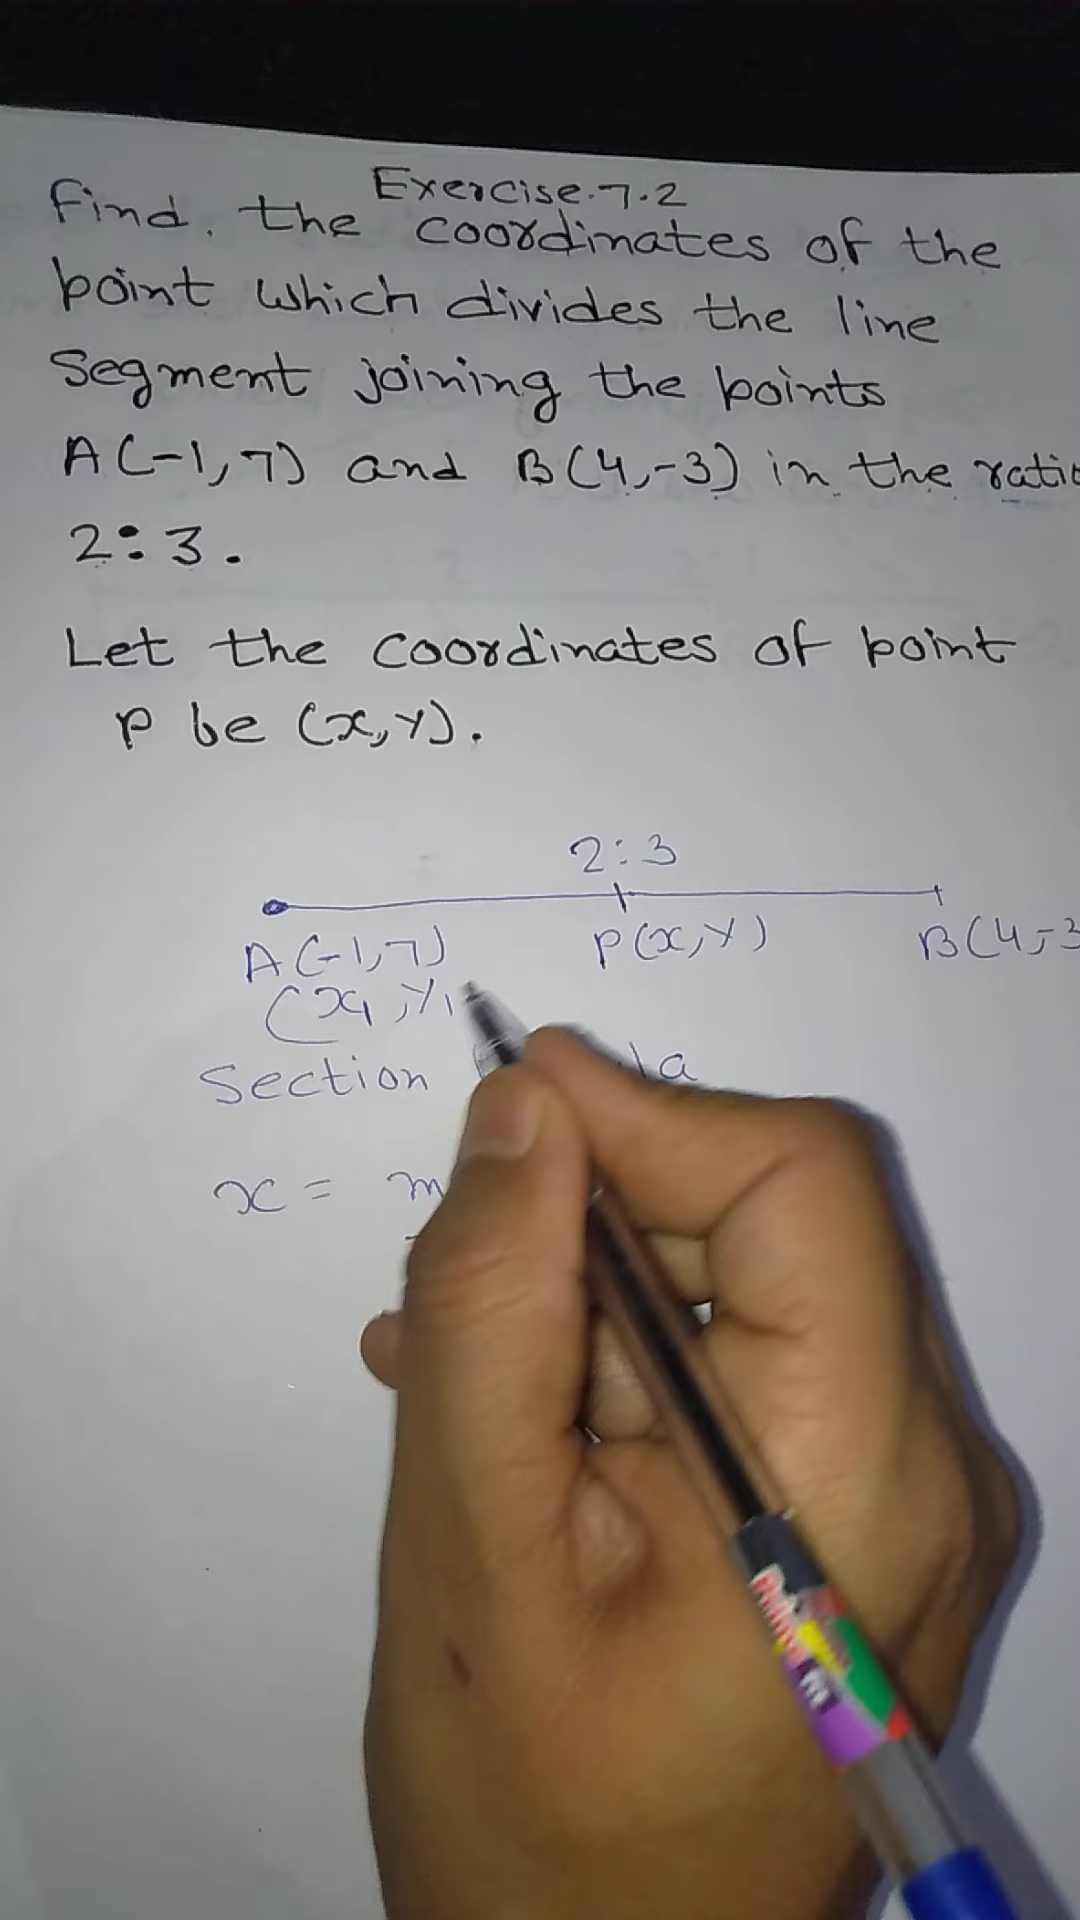 Exercise.7.2
Find. the coordinates of the
point which divides the line
Segment joining the points
A(-1,7) and B(4,-3) in the ratio
2:3.
Let the coordinates of point
P be (x,y).
2:3
A(-1,7) P(x,y) B(4,-3
(x1,y1
Section
x = m